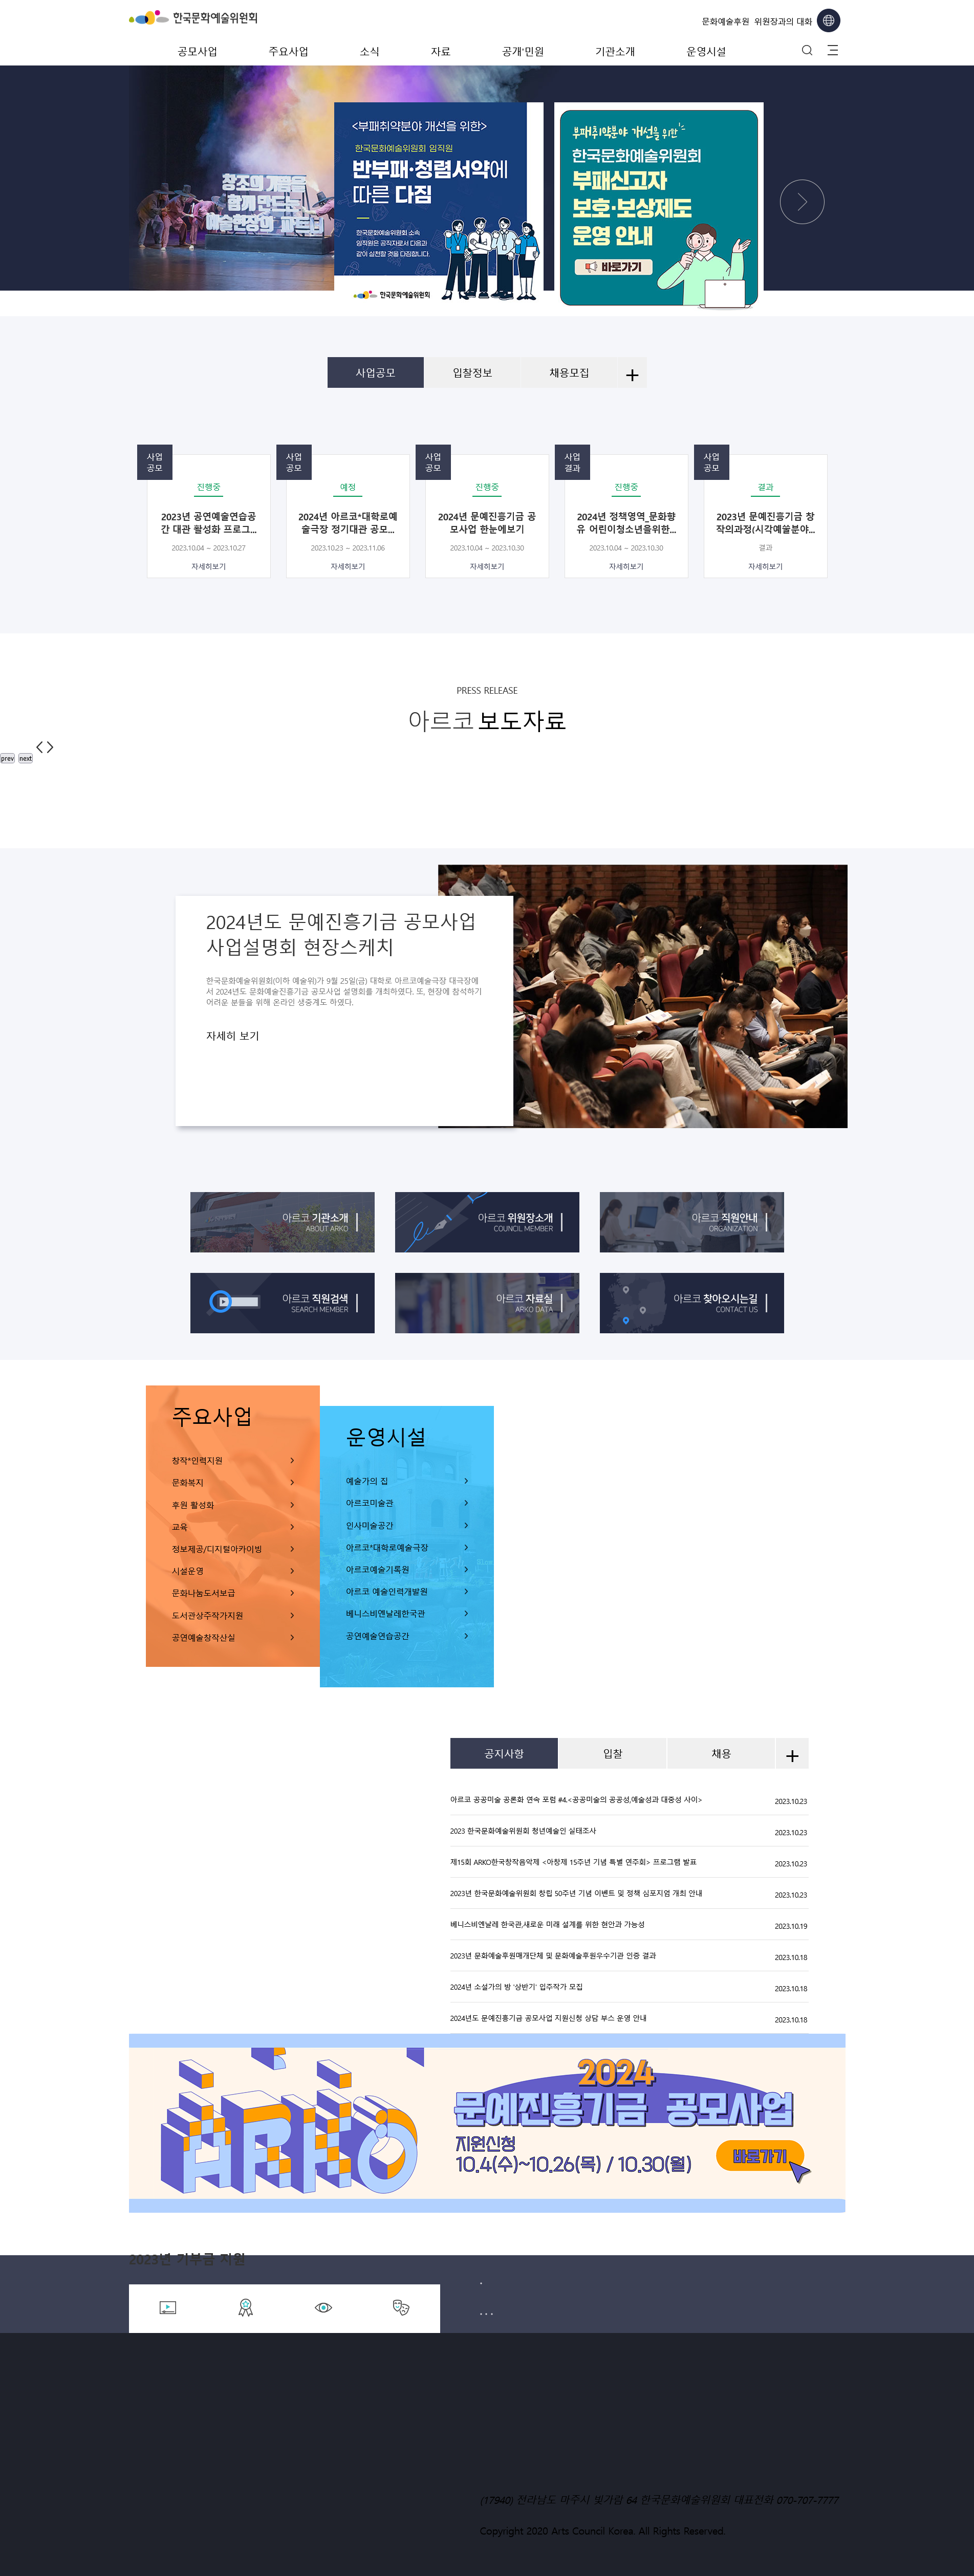 한국문화예술위원회
문화예술후원 위원장과의 대화
공모사업 주요사업 소식 자료 공개·민원 기관소개 운영시설
창조의 기쁨을
함께 만드는
예술현장의 파트너
<부패취약분야 개선을 위한>
한국문화예술위원회 임직원
반부패·청렴서약에
따른 다짐
한국문화예술위원회 소속
임직원은 공직자로서 다음과
같이 실천할 것을 다짐합니다.
한국문화예술위원회
부패취약분야 개선을 위한
한국문화예술위원회
부패신고자
보호·보상제도
운영 안내
바로가기
사업공모 입찰정보 채용모집 +
사업
공모
진행중
2023년 공연예술연습공
간 대관 활성화 프로그...
2023.10.04 ~ 2023.10.27
자세히보기
사업
공모
예정
2024년 아르코*대학로예
술극장 정기대관 공모...
2023.10.23 ~ 2023.11.06
자세히보기
사업
공모
진행중
2024년 문예진흥기금 공
모사업 한눈에보기
2023.10.04 ~ 2023.10.30
자세히보기
사업
결과
진행중
2024년 정책영역_문화향
유 어린이청소년을위한...
2023.10.04 ~ 2023.10.30
자세히보기
사업
공모
결과
2023년 문예진흥기금 창
작의과정(시각예쑬분야...
결과
자세히보기
PRESS RELEASE
아르코 보도자료
prev next
2024년도 문예진흥기금 공모사업
사업설명회 현장스케치
한국문화예술위원회(이하 예술위)가 9월 25일(금) 대학로 아르코예술극장 대극장에
서 2024년도 문화예술진흥기금 공모사업 설명회를 개최하였다. 또, 현장에 참석하기
어려운 분들을 위해 온라인 생중계도 하였다.
자세히 보기
아르코 기관소개
ABOUT ARKO
아르코 위원장소개
COUNCIL MEMBER
아르코 직원안내
ORGANIZATION
아르코 직원검색
SEARCH MEMBER
아르코 자료실
ARKO DATA
아르코 찾아오시는길
CONTACT US
주요사업
창작*인력지원
문화복지
후원 활성화
교육
정보제공/디지털아카이빙
시설운영
문화나눔도서보급
도서관상주작가지원
공연예술창작산실
운영시설
예술가의 집
아르코미술관
인사미술공간
아르코*대학로예술극장
아르코예술기록원
아르코 예술인력개발원
베니스비엔날레한국관
공연예술연습공간
공지사항 입찰 채용 +
아르코 공공미술 공론화 연속 포럼 #4.<공공미술의 공공성,예술성과 대중성 사이> 2023.10.23
2023 한국문화예술위원회 청년예술인 실태조사 2023.10.23
제15회 ARKO한국창작음악제 <아창제 15주년 기념 특별 연주회> 프로그램 발표 2023.10.23
2023년 한국문화예술위원회 창립 50주년 기념 이벤트 및 정책 심포지엄 개최 안내 2023.10.23
베니스비엔날레 한국관,새로운 미래 설계를 위한 현안과 가능성 2023.10.19
2023년 문화예술후원매개단체 및 문화예술후원우수기관 인증 결과 2023.10.18
2024년 소설가의 방 '상반기' 입주작가 모집 2023.10.18
2024년도 문예진흥기금 공모사업 지원신청 상담 부스 운영 안내 2023.10.18
ARKO
2024
문예진흥기금 공모사업
지원신청
10.4(수)~10.26(목) / 10.30(월)
바로가기
2023년 기부금 지원
(17940) 전라남도 마주시 빛가람 64 한국문화예술위원회 대표전화 070-707-7777
Copyright 2020 Arts Council Korea. All Rights Reserved.